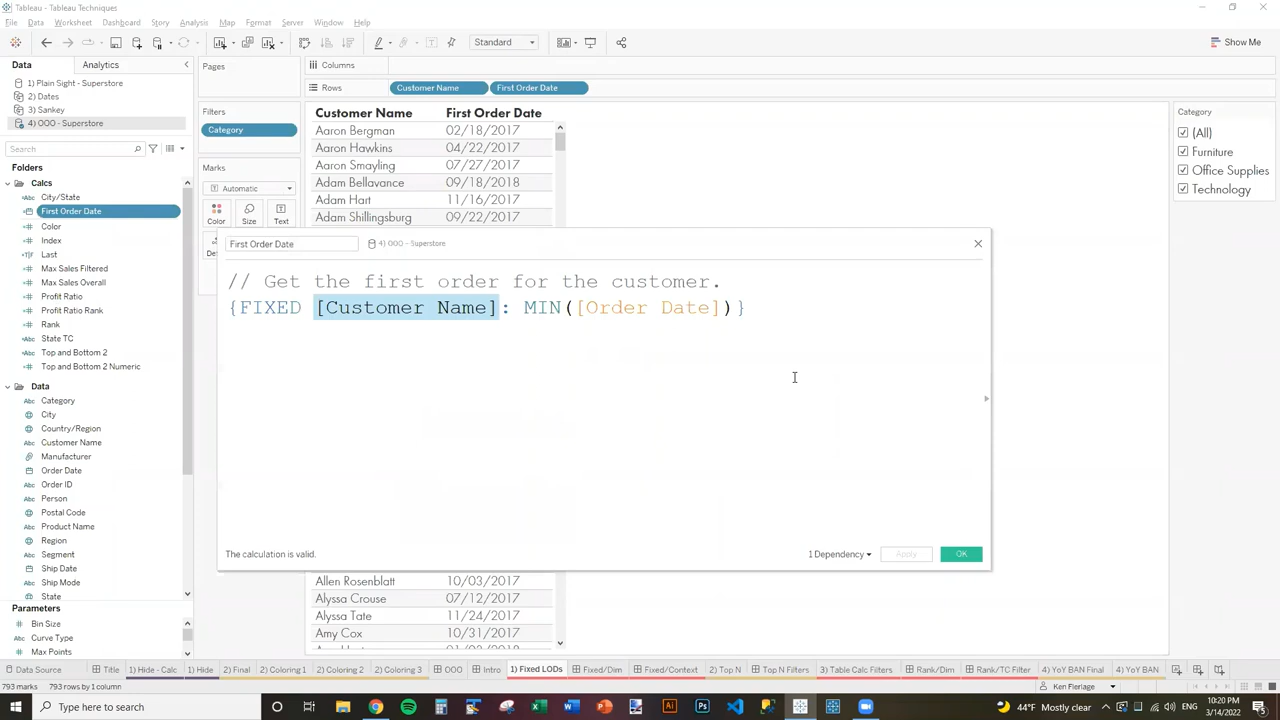 Tableau - Tableau Techniques
File Data Worksheet Dashboard Story Analysis Map Format Server Window Help
Standard
Show Me
Data Analytics
Pages
Columns
Rows Customer Name First Order Date
1) Plain Sight - Superstore
2) Dates
3) Sankey
4) OOO - Superstore
Search
Filters
Category
Marks
Automatic
Color Size Text
Folders
Calcs
City/State
First Order Date
Color
Index
Last
Max Sales Filtered
Max Sales Overall
Profit Ratio
Profit Ratio Rank
Rank
State TC
Top and Bottom 2
Top and Bottom 2 Numeric
Data
Category
City
Country/Region
Customer Name
Manufacturer
Order Date
Order ID
Person
Postal Code
Product Name
Region
Segment
Ship Date
Ship Mode
State
Parameters
Bin Size
Curve Type
Max Points
Customer Name First Order Date
Aaron Bergman 02/18/2017
Aaron Hawkins 04/22/2017
Aaron Smayling 07/27/2017
Adam Bellavance 09/18/2018
Adam Hart 11/16/2017
Adam Shillingsburg 09/22/2017
Category
(All)
Furniture
Office Supplies
Technology
First Order Date 4) OOO - Superstore
// Get the first order for the customer.
{FIXED [Customer Name]: MIN([Order Date])}
The calculation is valid.
1 Dependency Apply OK
Allen Rosenblatt 10/03/2017
Alyssa Crouse 07/12/2017
Alyssa Tate 11/24/2017
Amy Cox 10/31/2017
Data Source Title 1) Hide - Calc 1) Hide 2) Final 2) Coloring 1 2) Coloring 2 2) Coloring 3 OOO Intro 1) Fixed LODs Fixed/Dim Fixed/Context 2) Top N Top N Filters 3) Table Calc Filters Rank/Dim Rank/TC Filter 4) YoY BAN Final 4) YoY BAN
793 marks 793 rows by 1 column
Ken Flerlage
Type here to search
44°F Mostly clear
10:20 PM
3/14/2022